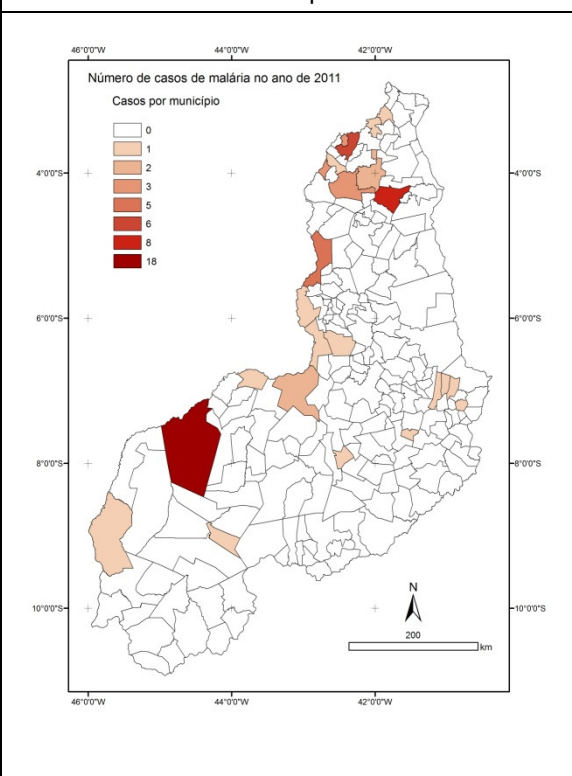 46°0'0"W 44°0'0"W 42°0'0"W
Número de casos de malária no ano de 2011
Casos por município
0
1
2
3
5
6
8
18
4°0'0"S 4°0'0"S
6°0'0"S 6°0'0"S
8°0'0"S 8°0'0"S
10°0'0"S 10°0'0"S
N
200
km
46°0'0"W 44°0'0"W 42°0'0"W